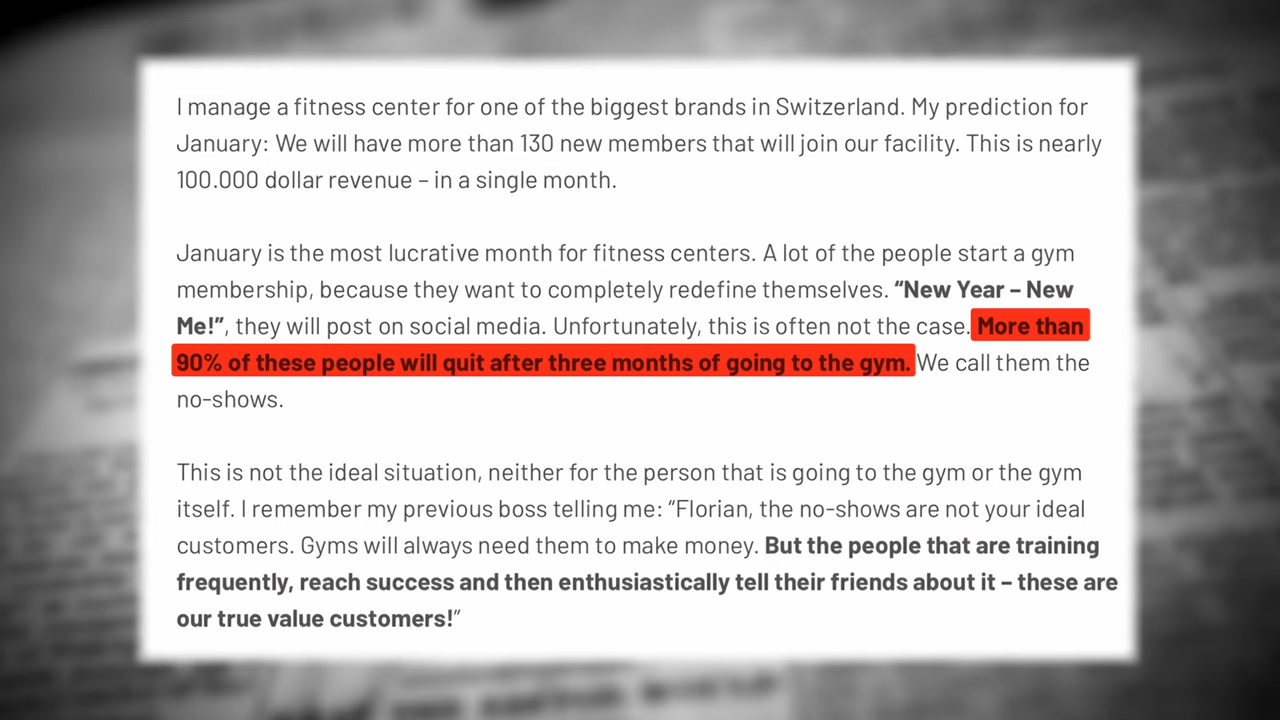 I manage a fitness center for one of the biggest brands in Switzerland. My prediction for
January: We will have more than 130 new members that will join our facility. This is nearly
100.000 dollar revenue – in a single month.
January is the most lucrative month for fitness centers. A lot of the people start a gym
membership, because they want to completely redefine themselves. “New Year – New
Me!”, they will post on social media. Unfortunately, this is often not the case. More than
90% of these people will quit after three months of going to the gym. We call them the
no-shows.
This is not the ideal situation, neither for the person that is going to the gym or the gym
itself. I remember my previous boss telling me: “Florian, the no-shows are not your ideal
customers. Gyms will always need them to make money. But the people that are training
frequently, reach success and then enthusiastically tell their friends about it – these are
our true value customers!”